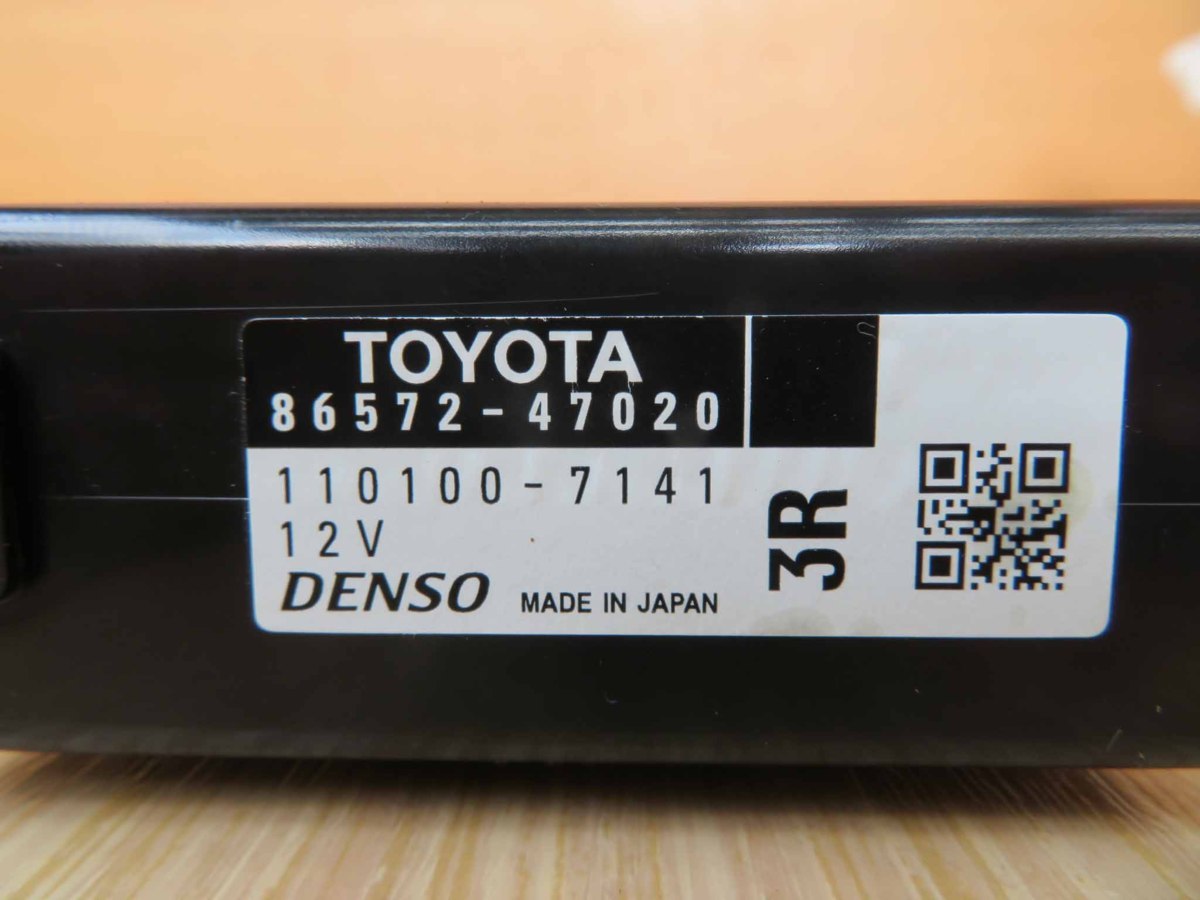 TOYOTA
86572-47020
110100-7141
12V
DENSO MADE IN JAPAN
3R